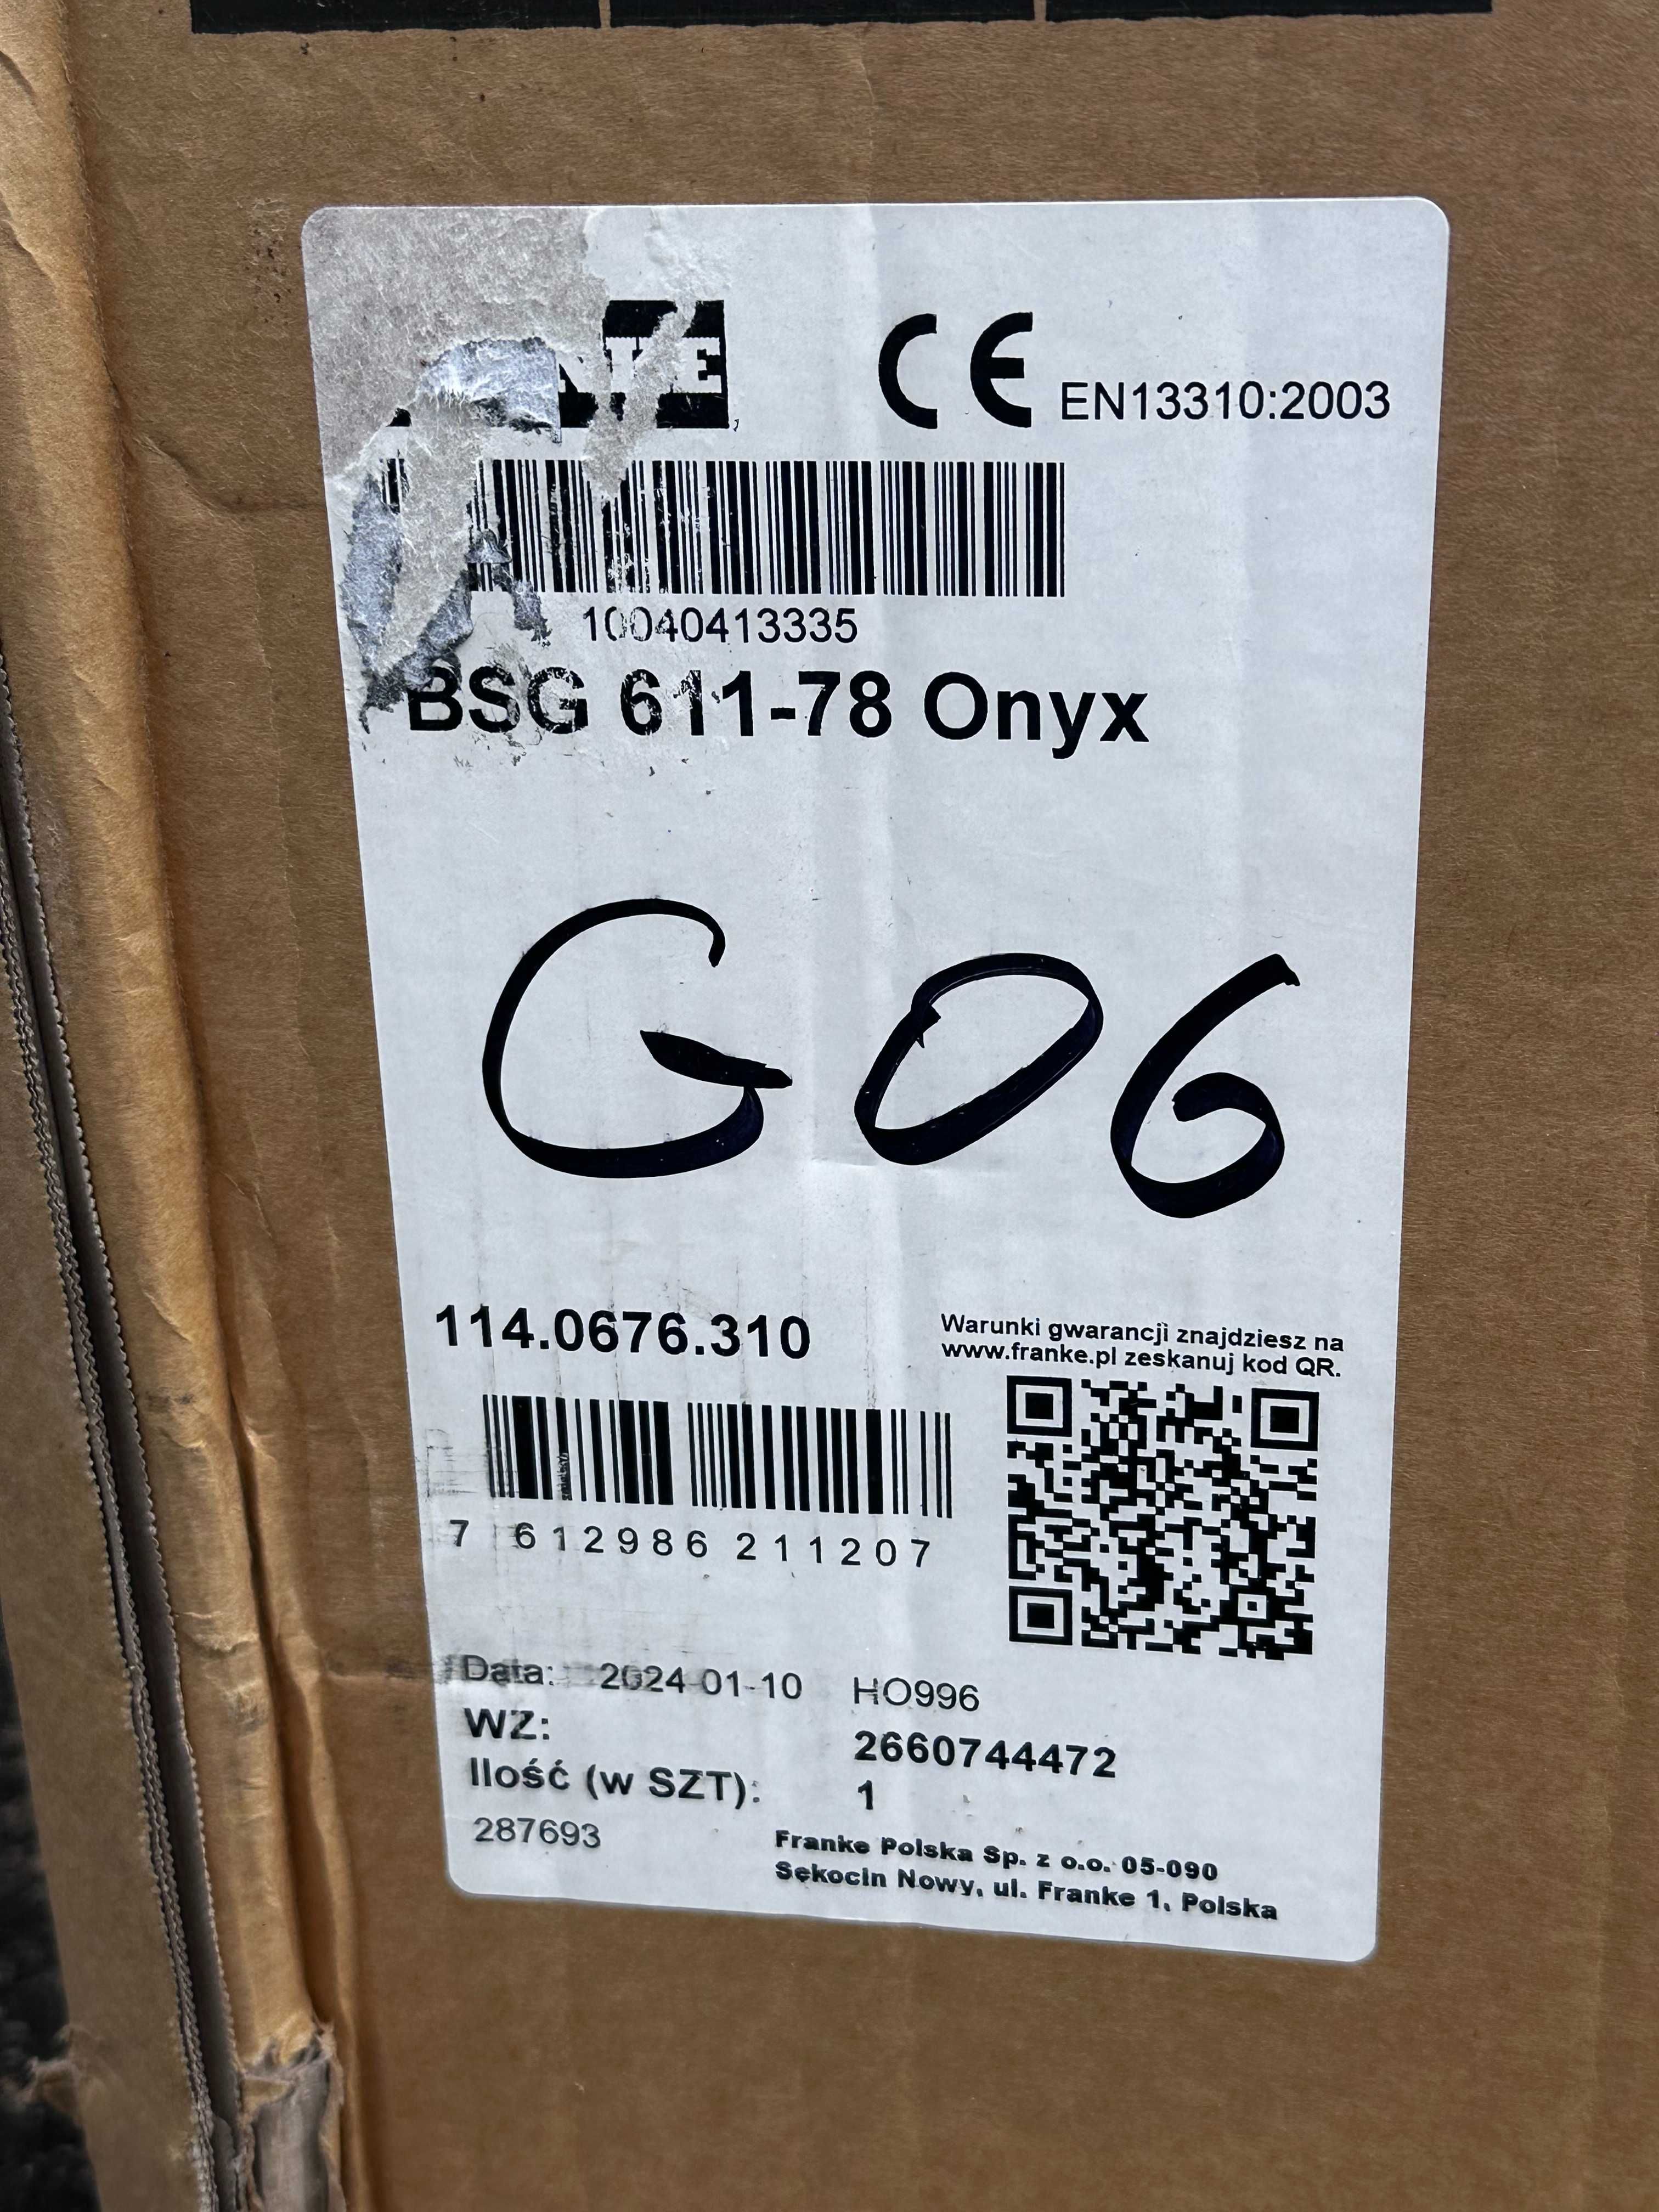 CE EN13310:2003
10040413335
BSG 611-78 Onyx
G06
114.0676.310
Warunki gwarancji znajdziesz na
www.franke.pl zeskanuj kod QR.
7 612986 211207
Data: 2024-01-10 HO996
WZ: 2660744472
Ilość (w SZT): 1
287693
Franke Polska Sp. z o.o. 05-090
Sękocin Nowy, ul. Franke 1, Polska